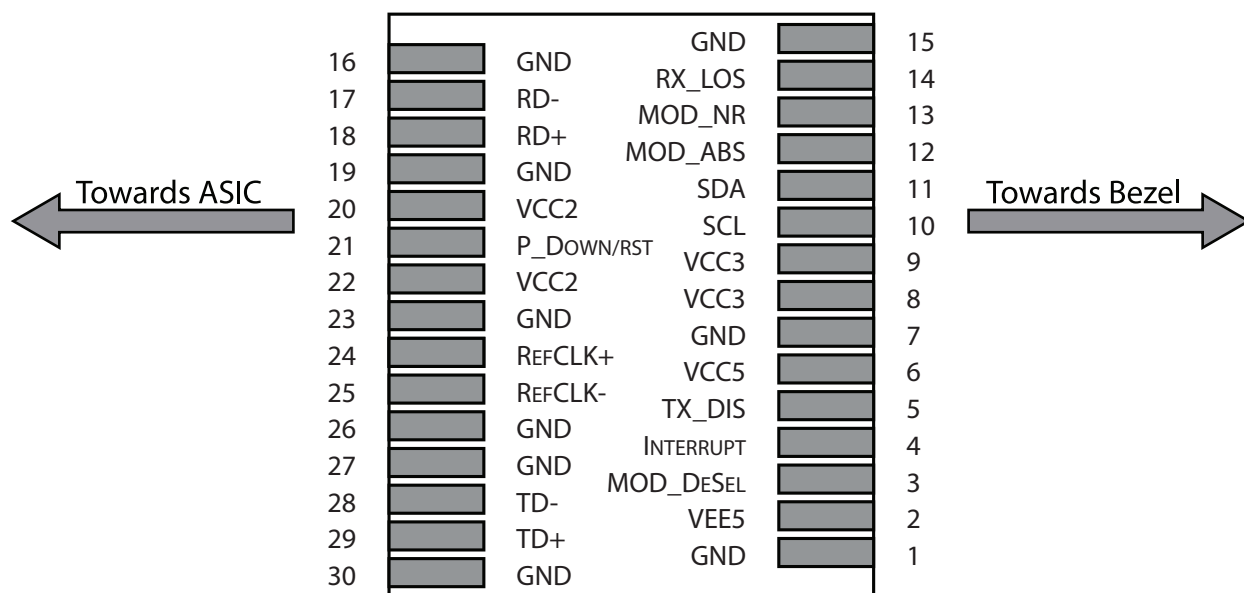 GND 15
16 GND
RX_LOS 14
17 RD-
MOD_NR 13
18 RD+
MOD_ABS 12
19 GND
Towards ASIC
SDA 11
Towards Bezel
20 VCC2
SCL 10
21 P_DOWN/RST
VCC3 9
22 VCC2
VCC3 8
23 GND
GND 7
24 REFCLK+
VCC5 6
25 REFCLK-
TX_DIS 5
26 GND
INTERRUPT 4
27 GND
MOD_DESEL 3
28 TD-
VEE5 2
29 TD+
GND 1
30 GND